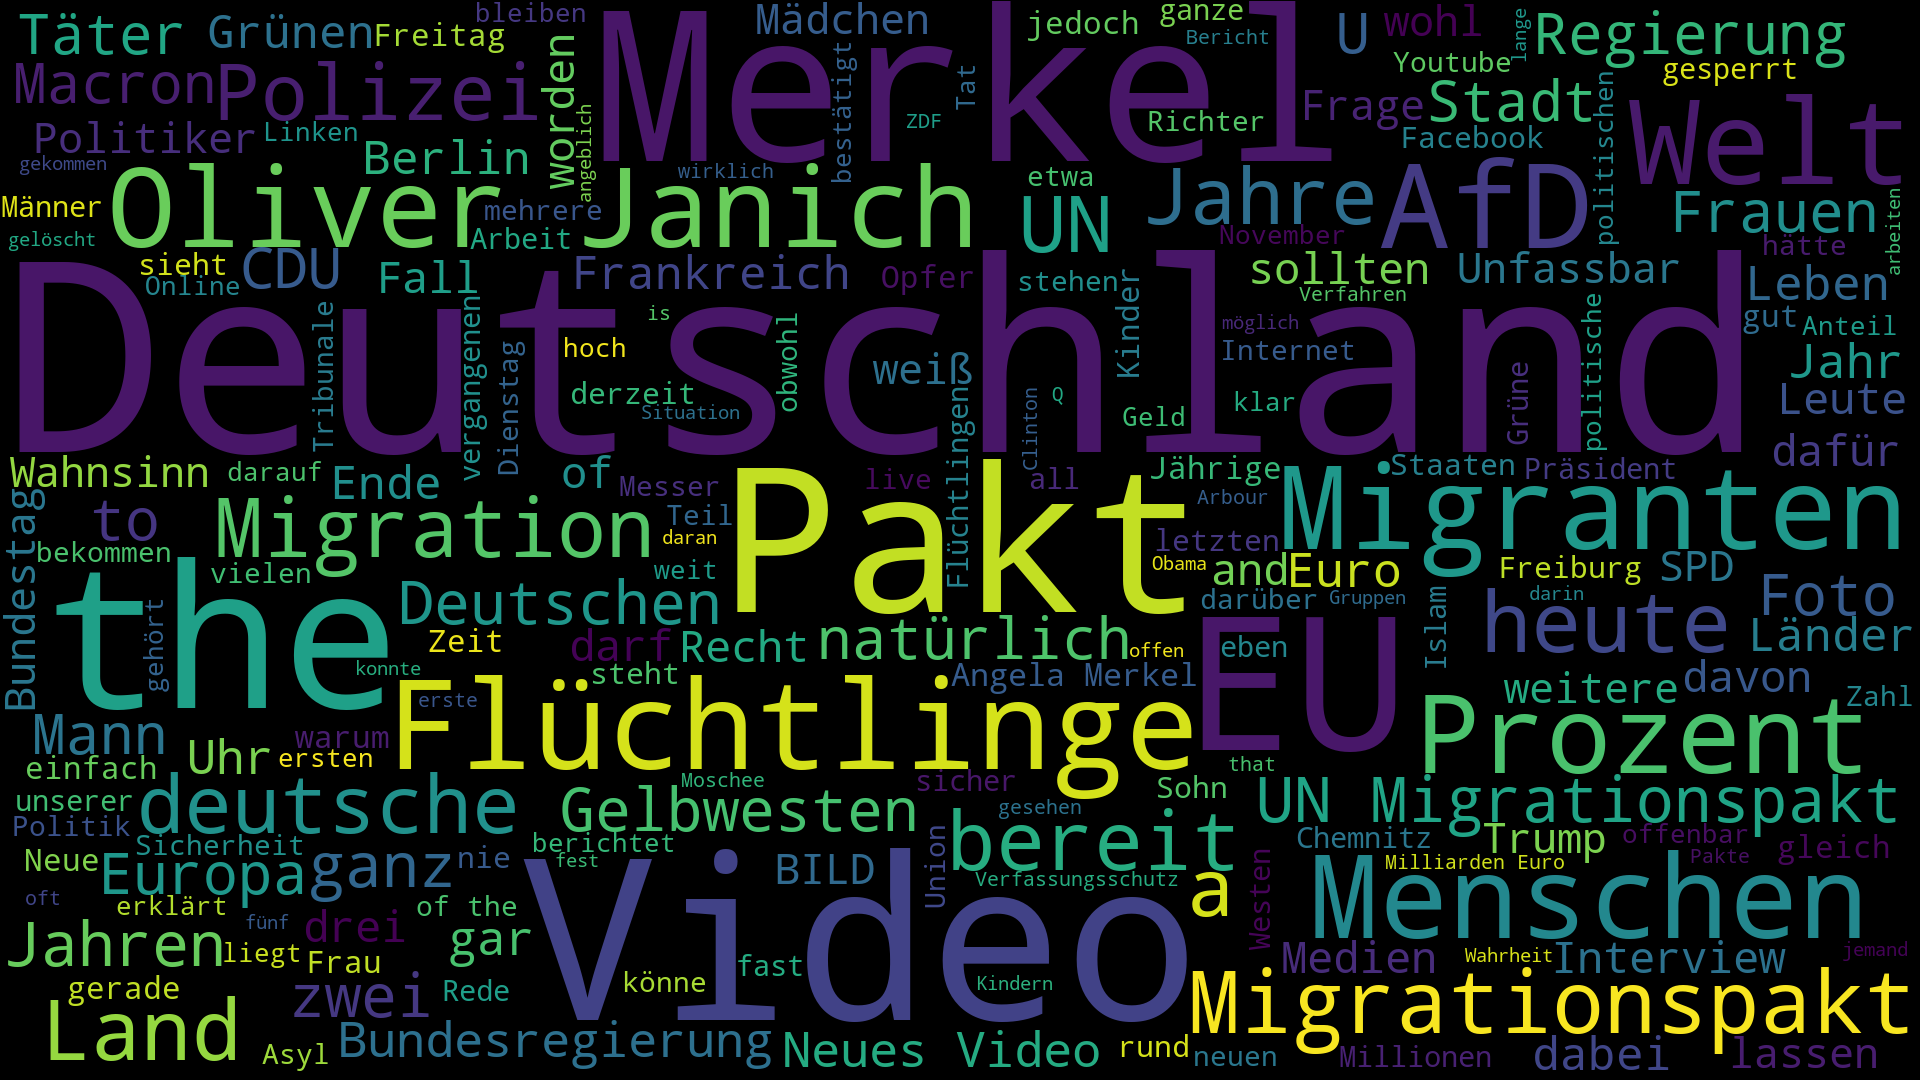 Täter
Grünen
Freitag
bleiben
Mädchen
jedoch
ganze
Bericht
U
wohl
lange
Regierung
Macron
Polizei
worden
Merkel
bestätigt
Tat
ZDF
Richter
Frage
Youtube
Stadt
gesperrt
Welt
Politiker
Linken
gekommen
Berlin
angeblich
wirklich
Facebook
politischen
Männer
Oliver Janich
mehrere
Arbeit
etwa
UN
Jahre
AfD
November
Frauen
hätte
arbeiten
gelöscht
sieht
Online
CDU
Fall
Frankreich
Opfer
stehen
sollten
Verfahren
Unfassbar
Leben
gut
Anteil
Deutschland
Tribunale
vergangenen
Dienstag
is
hoch
derzeit
Situation
obwohl
weiß
Kinder
möglich
Internet
Geld
klar
Grüne
politische
Jahr
Leute
Flüchtlingen
Clinton
Q
Wahnsinn
darauf
Ende
of
Messer
live
all
Jährige
Arbour
Staaten
Präsident
dafür
Bundestag
to
Migration
Teil
daran
Pakt
letzten
Migranten
bekommen
vielen
weit
Obama
and
Euro
Freiburg
SPD
the
gehört
Deutschen
darüber
Gruppen
darin
Islam
heute
Foto
Länder
Zeit
konnte
darf
steht
Recht
natürlich
offen
Angela Merkel
eben
EU
weitere
davon
Zahl
Mann
einfach
Uhr
warum
ersten
Flüchtlinge
erste
Prozent
unserer
Politik
deutsche
Sicherheit
Gelbwesten
Moschee
berichtet
sicher
gesehen
Sohn
that
UN Migrationspakt
Chemnitz
Trump
offenbar
Pakte
gleich
Neue
Europa
ganz
nie
fest
BILD
Union
bereit
Verfassungsschutz
a
Westen
Milliarden Euro
Menschen
oft
erklärt
fünf
drei
of the
Video
Jahren
liegt
Frau
gar
könne
fast
Kindern
Medien
Wahrheit
Interview
jemand
gerade
zwei
Rede
Migrationspakt
Land
Asyl
Bundesregierung
Neues Video
rund
neuen
Millionen
dabei
lassen